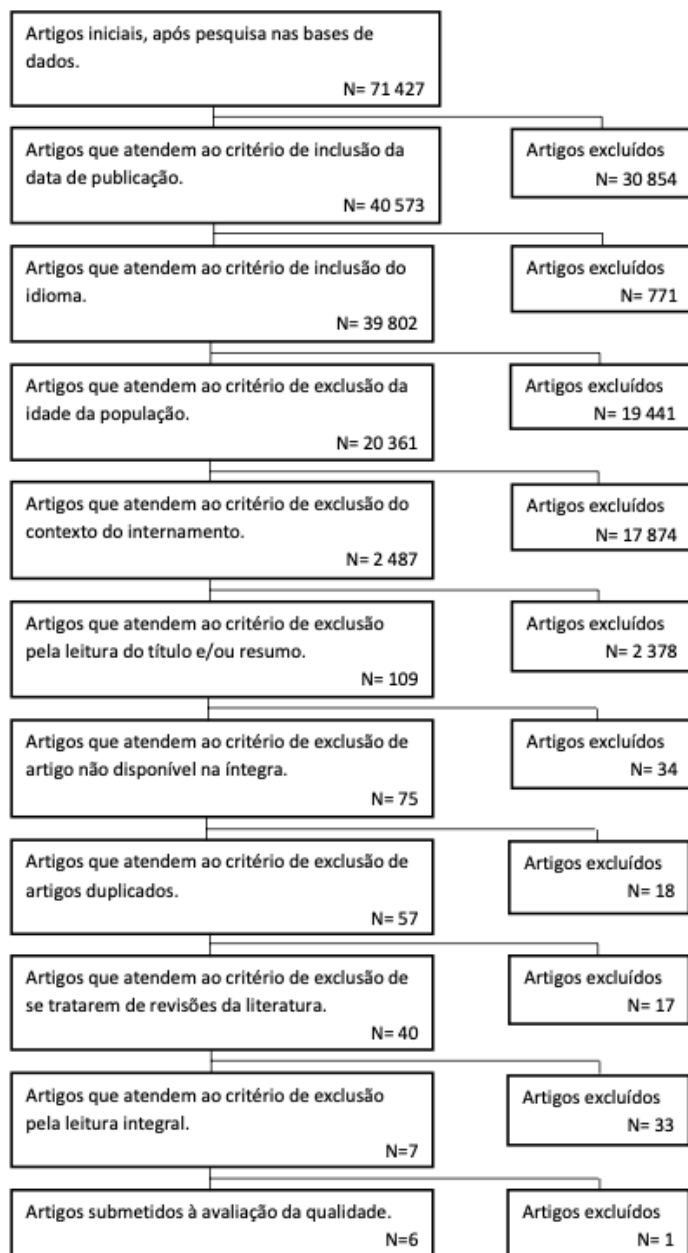 Artigos iniciais, após pesquisa nas bases de
dados.
N= 71 427
Artigos que atendem ao critério de inclusão da
data de publicação.
N= 40 573
Artigos excluídos
N= 30 854
Artigos que atendem ao critério de inclusão do
idioma.
N= 39 802
Artigos excluídos
N= 771
Artigos que atendem ao critério de exclusão da
idade da população.
N= 20 361
Artigos excluídos
N= 19 441
Artigos que atendem ao critério de exclusão do
contexto do internamento.
N= 2 487
Artigos excluídos
N= 17 874
Artigos que atendem ao critério de exclusão
pela leitura do título e/ou resumo.
N= 109
Artigos excluídos
N= 2 378
Artigos que atendem ao critério de exclusão de
artigo não disponível na íntegra.
N= 75
Artigos excluídos
N= 34
Artigos que atendem ao critério de exclusão de
artigos duplicados.
N= 57
Artigos excluídos
N= 18
Artigos que atendem ao critério de exclusão de
se tratarem de revisões da literatura.
N= 40
Artigos excluídos
N= 17
Artigos que atendem ao critério de exclusão
pela leitura integral.
N=7
Artigos excluídos
N= 33
Artigos submetidos à avaliação da qualidade.
N=6
Artigos excluídos
N= 1